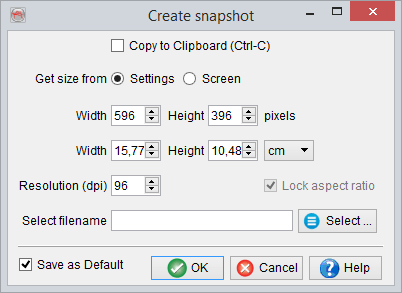 Create snapshot
Copy to Clipboard (Ctrl-C)
Get size from Settings Screen
Width 596 Height 396 pixels
Width 15,77 Height 10,48 cm
Resolution (dpi) 96 Lock aspect ratio
Select filename Select ...
Save as Default OK Cancel Help